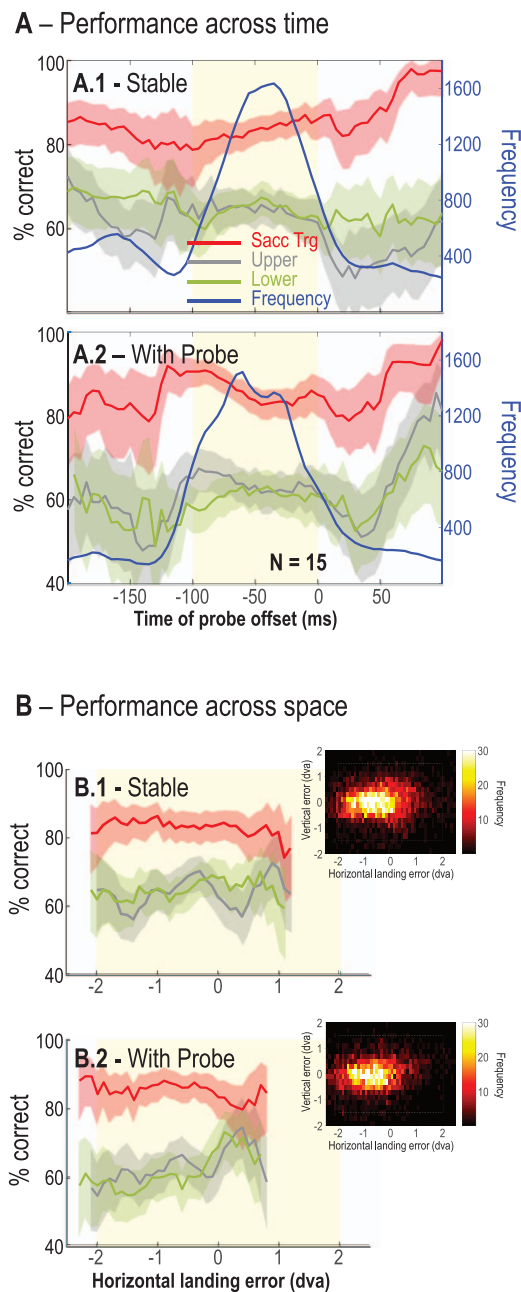 A – Performance across time
A.1 - Stable
100
80
60
% correct
1600
1200
800
400
Frequency
Sacc Trg
Upper
Lower
Frequency
A.2 – With Probe
100
80
60
40
% correct
1600
1200
800
400
Frequency
N = 15
-150 -100 -50 0 50
Time of probe offset (ms)
B – Performance across space
B.1 - Stable
100
80
60
40
% correct
-2 -1 0 1 2
2
1
0
-1
-2
Vertical error (dva)
-2 -1 0 1 2
Horizontal landing error (dva)
30
20
10
Frequency
B.2 - With Probe
100
80
60
40
% correct
-2 -1 0 1 2
Horizontal landing error (dva)
2
1
0
-1
-2
Vertical error (dva)
-2 -1 0 1 2
Horizontal landing error (dva)
30
20
10
Frequency